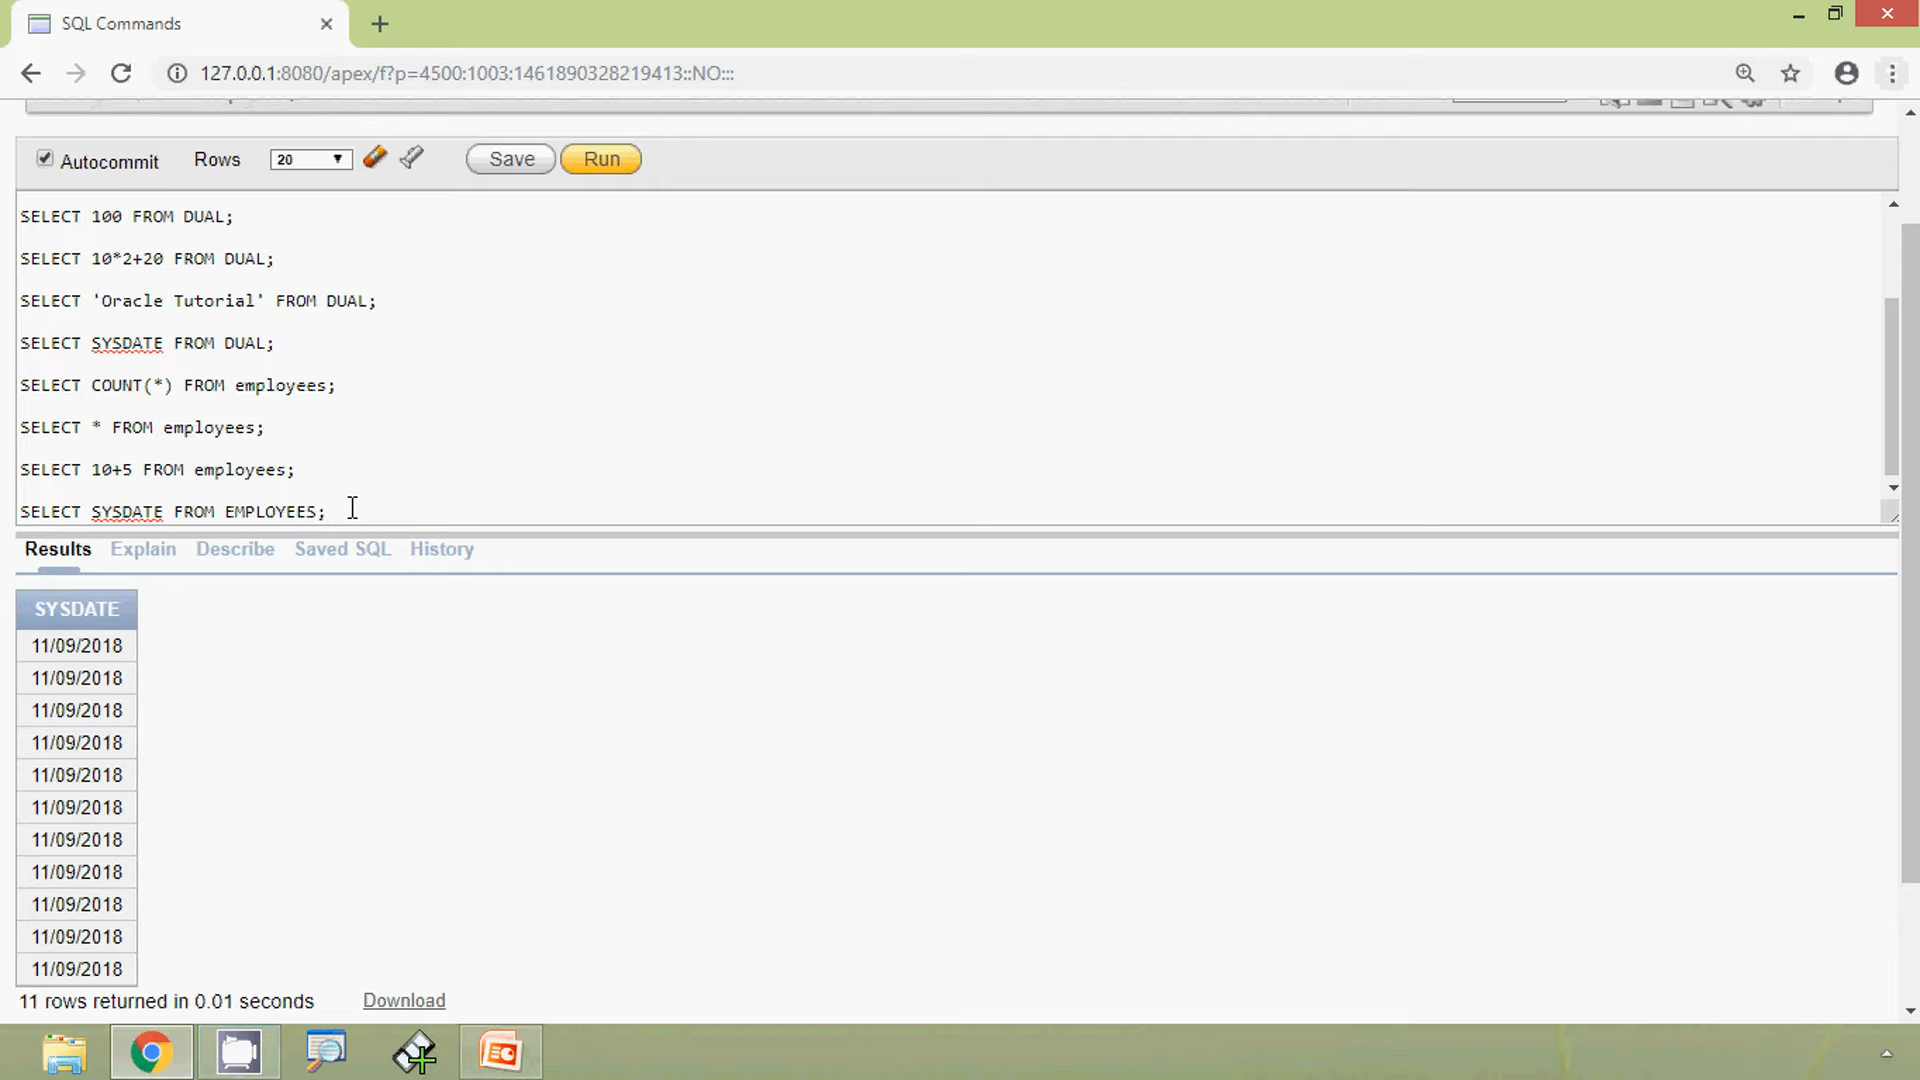 SQL Commands
127.0.0.1:8080/apex/f?p=4500:1003:1461890328219413::NO:::
Autocommit Rows 20 Save Run
SELECT 100 FROM DUAL;
SELECT 10*2+20 FROM DUAL;
SELECT 'Oracle Tutorial' FROM DUAL;
SELECT SYSDATE FROM DUAL;
SELECT COUNT(*) FROM employees;
SELECT * FROM employees;
SELECT 10+5 FROM employees;
SELECT SYSDATE FROM EMPLOYEES;
Results Explain Describe Saved SQL History
SYSDATE
11/09/2018
11/09/2018
11/09/2018
11/09/2018
11/09/2018
11/09/2018
11/09/2018
11/09/2018
11/09/2018
11/09/2018
11/09/2018
11 rows returned in 0.01 seconds Download